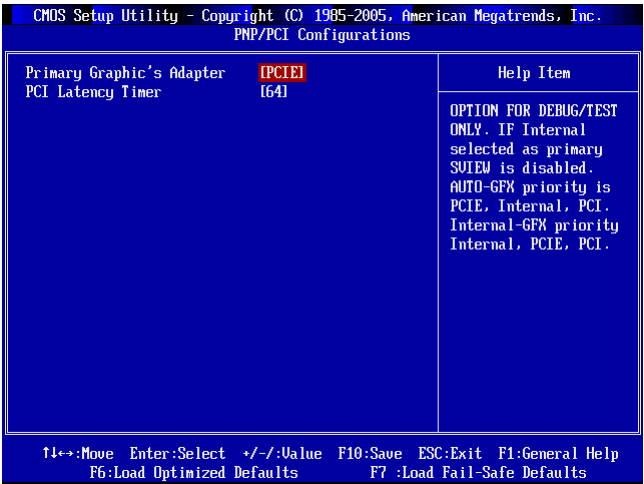 CMOS Setup Utility - Copyright (C) 1985-2005, American Megatrends, Inc.
PNP/PCI Configurations
Primary Graphic's Adapter [PCIE]
PCI Latency Timer [64]
Help Item
OPTION FOR DEBUG/TEST
ONLY. IF Internal
selected as primary
SVIEW is disabled.
AUTO-GFX priority is
PCIE, Internal, PCI.
Internal-GFX priority
Internal, PCIE, PCI.
↑↓←→:Move Enter:Select +/-/:Value F10:Save ESC:Exit F1:General Help
F6:Load Optimized Defaults F7 :Load Fail-Safe Defaults